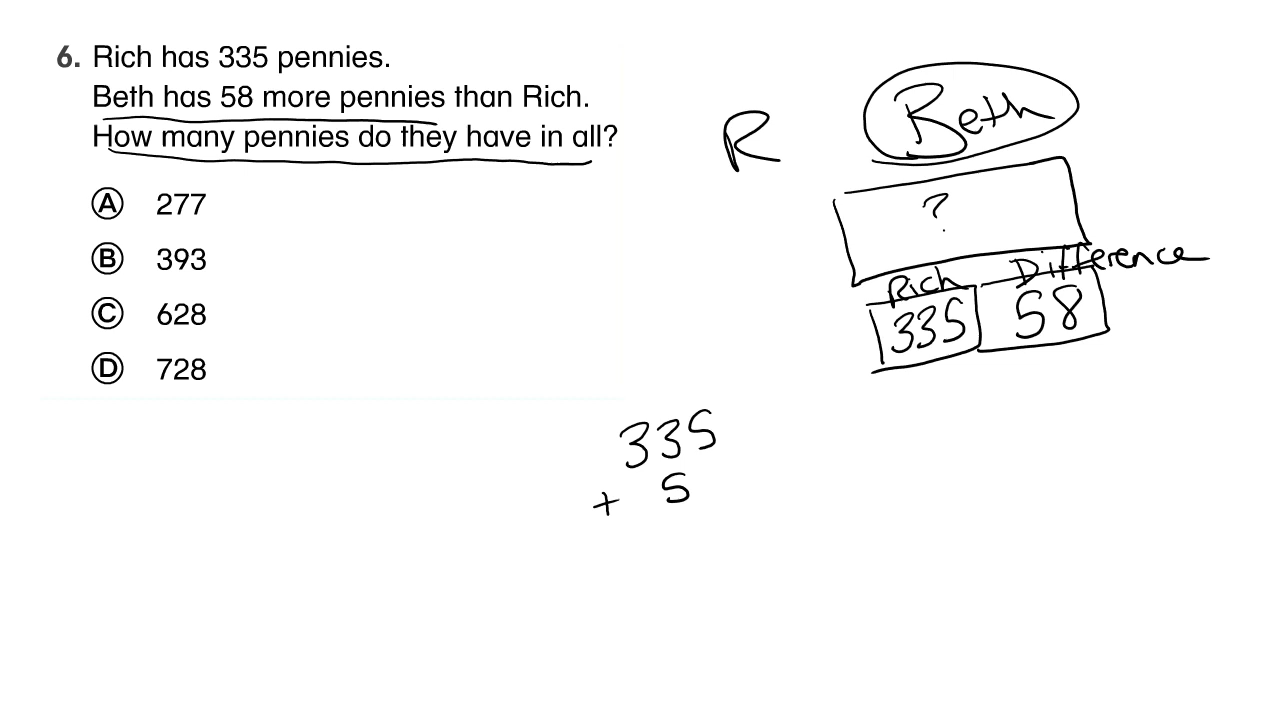 6. Rich has 335 pennies.
Beth has 58 more pennies than Rich.
How many pennies do they have in all?
A 277
B 393
C 628
D 728
R Beth
?
Rich Difference
335 58
335
+ 5